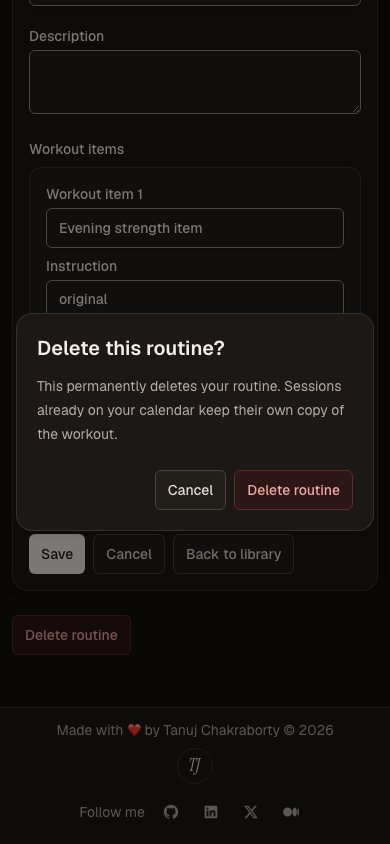 Description
Workout items
Workout item 1
Evening strength item
Instruction
original
Delete this routine?
This permanently deletes your routine. Sessions
already on your calendar keep their own copy of
the workout.
Cancel
Delete routine
Save
Cancel
Back to library
Delete routine
Made with ❤️ by Tanuj Chakraborty © 2026
TJ
Follow me